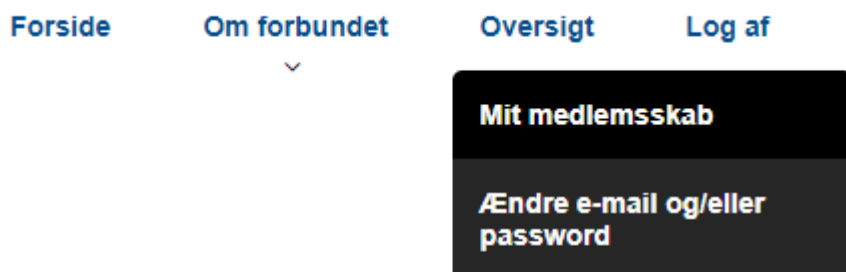 Forside Om forbundet Oversigt Log af
Mit medlemsskab
Ændre e-mail og/eller
password